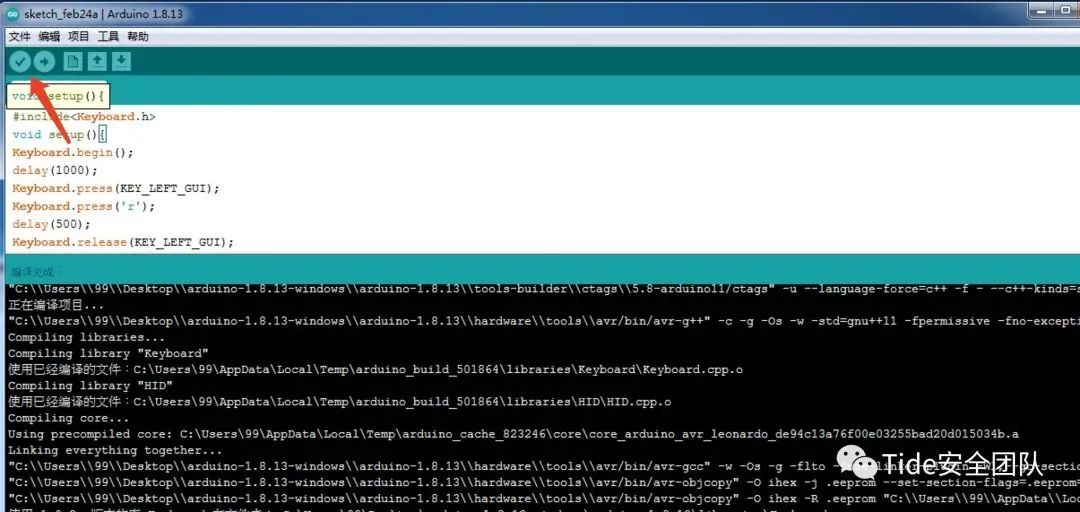 sketch_feb24a | Arduino 1.8.13
文件 编辑 项目 工具 帮助
void setup(){
#include<Keyboard.h>
void setup(){
Keyboard.begin();
delay(1000);
Keyboard.press(KEY_LEFT_GUI);
Keyboard.press('r');
delay(500);
Keyboard.release(KEY_LEFT_GUI);
编译完成。
"C:\\Users\\99\\Desktop\\arduino-1.8.13-windows\\arduino-1.8.13\\tools-builder\\ctags\\5.8-arduino11/ctags" -u --language-force=c++ -f - --c++-kinds=s
正在编译项目...
"C:\\Users\\99\\Desktop\\arduino-1.8.13-windows\\arduino-1.8.13\\hardware\\tools\\avr/bin/avr-g++" -c -g -Os -w -std=gnu++11 -fpermissive -fno-excepti
Compiling libraries...
Compiling library "Keyboard"
使用已经编译的文件：C:\Users\99\AppData\Local\Temp\arduino_build_501864\libraries\Keyboard\Keyboard.cpp.o
Compiling library "HID"
使用已经编译的文件：C:\Users\99\AppData\Local\Temp\arduino_build_501864\libraries\HID\HID.cpp.o
Compiling core...
Using precompiled core: C:\Users\99\AppData\Local\Temp\arduino_cache_823246\core\core_arduino_avr_leonardo_de94c13a76f00e03255bad20d015034b.a
Linking everything together...
"C:\\Users\\99\\Desktop\\arduino-1.8.13-windows\\arduino-1.8.13\\hardware\\tools\\avr/bin/avr-gcc" -w -Os -g -flto
"C:\\Users\\99\\Desktop\\arduino-1.8.13-windows\\arduino-1.8.13\\hardware\\tools\\avr/bin/avr-objcopy" -O ihex -j .eeprom --set-section-flags=.eeprom=
"C:\\Users\\99\\Desktop\\arduino-1.8.13-windows\\arduino-1.8.13\\hardware\\tools\\avr/bin/avr-objcopy" -O ihex -R .eeprom "C:\\Users\\99\\AppData\\Loc
Tide安全团队